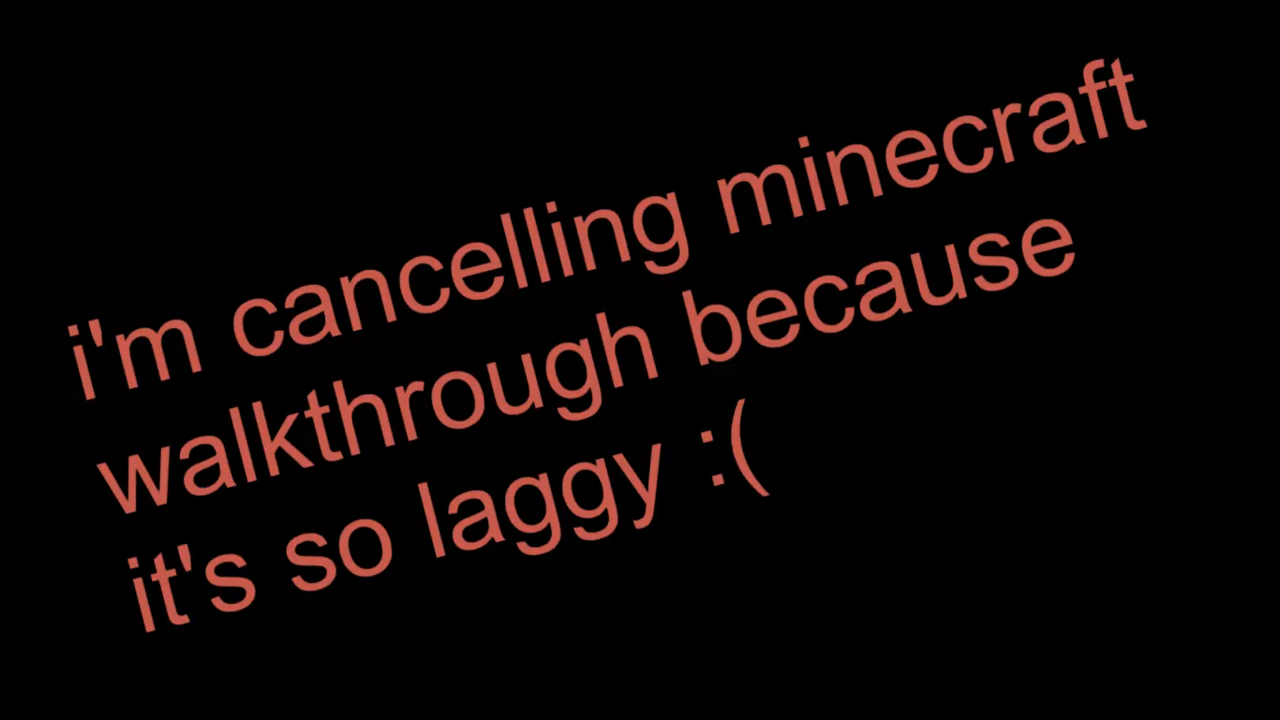 i'm cancelling minecraft
walkthrough because
it's so laggy :(